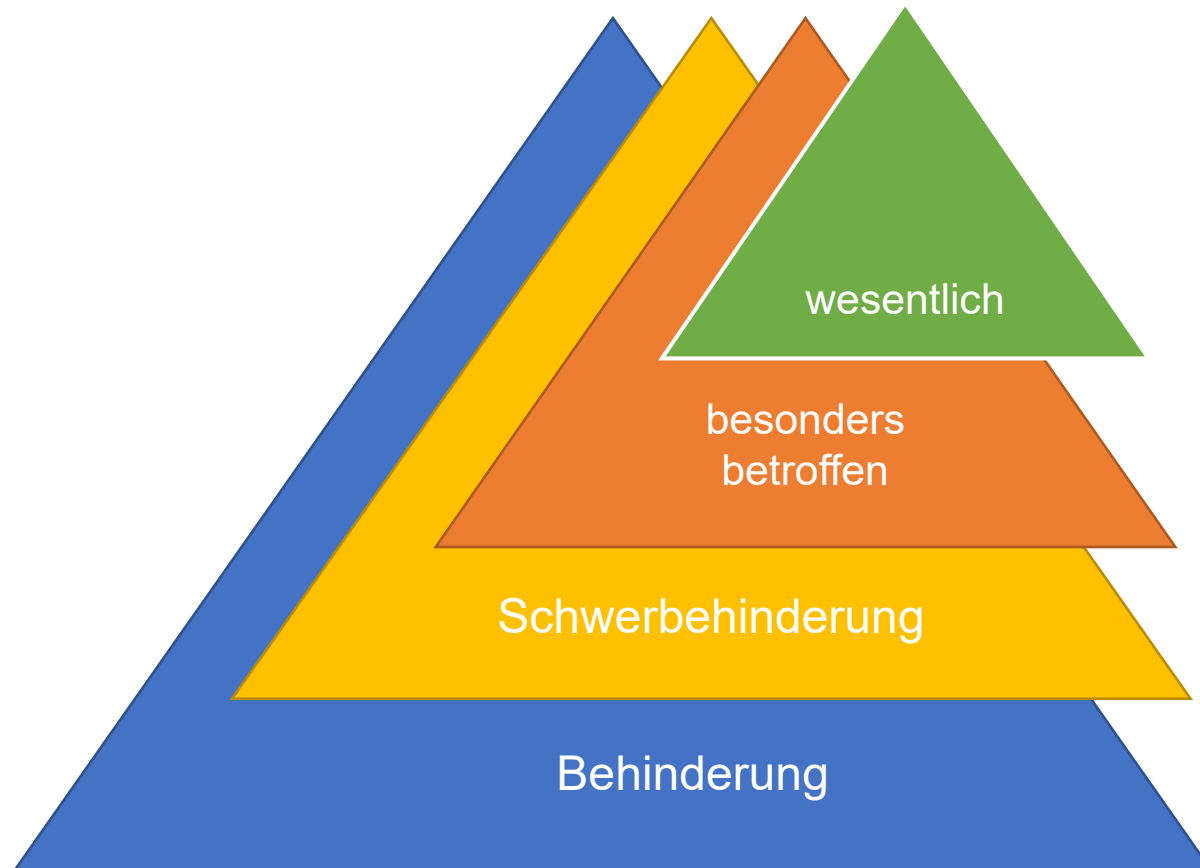 wesentlich
besonders
betroffen
Schwerbehinderung
Behinderung